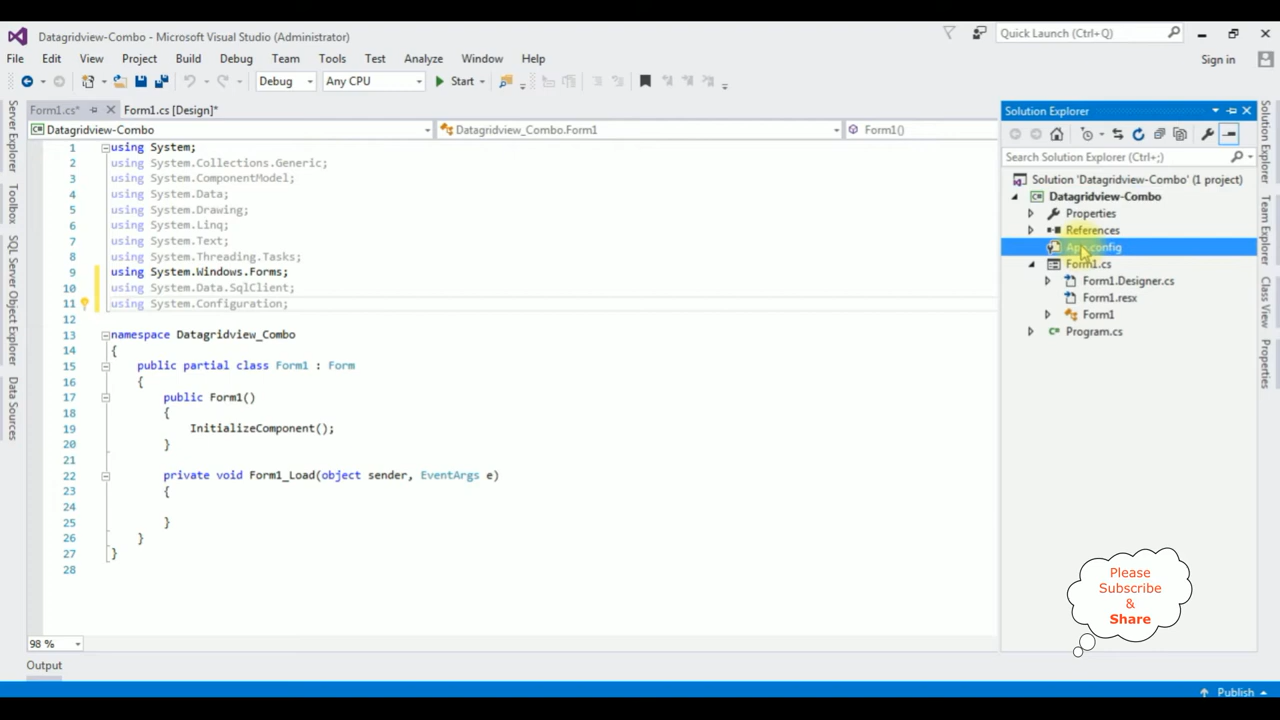 Datagridview-Combo - Microsoft Visual Studio (Administrator)
Quick Launch (Ctrl+Q)
File Edit View Project Build Debug Team Tools Test Analyze Window Help
Sign in
Debug Any CPU Start
Form1.cs* Form1.cs [Design]*
Datagridview-Combo Datagridview_Combo.Form1 Form1()
1 using System;
2 using System.Collections.Generic;
3 using System.ComponentModel;
4 using System.Data;
5 using System.Drawing;
6 using System.Linq;
7 using System.Text;
8 using System.Threading.Tasks;
9 using System.Windows.Forms;
10 using System.Data.SqlClient;
11 using System.Configuration;
12
13 namespace Datagridview_Combo
14 {
15 public partial class Form1 : Form
16 {
17 public Form1()
18 {
19 InitializeComponent();
20 }
21
22 private void Form1_Load(object sender, EventArgs e)
23 {
24
25 }
26 }
27 }
28
98 %
Output
Publish
Server Explorer
Toolbox
SQL Server Object Explorer
Data Sources
Solution Explorer
Search Solution Explorer (Ctrl+;)
Solution 'Datagridview-Combo' (1 project)
Datagridview-Combo
Properties
References
App.config
Form1.cs
Form1.Designer.cs
Form1.resx
Form1
Program.cs
Solution Explorer
Team Explorer
Class View
Properties
Please
Subscribe
&
Share